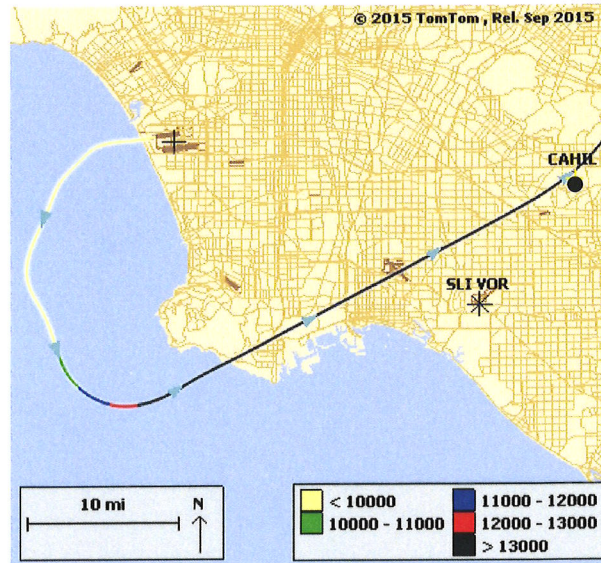 © 2015 TomTom , Rel. Sep 2015
CAHIL
SLI VOR
10 mi
N
< 10000
11000 - 12000
10000 - 11000
12000 - 13000
> 13000